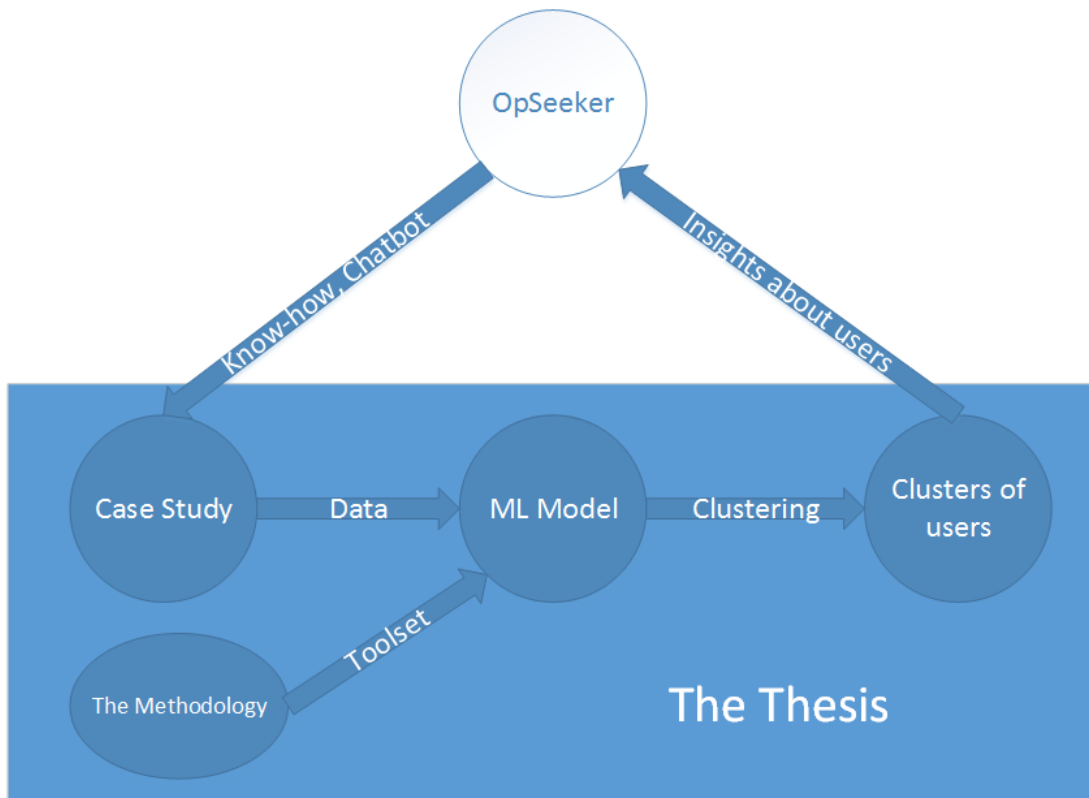 OpSeeker
Know-how, Chatbot
Insights about users
Case Study
Data
ML Model
Clustering
Clusters of
users
Toolset
The Methodology
The Thesis